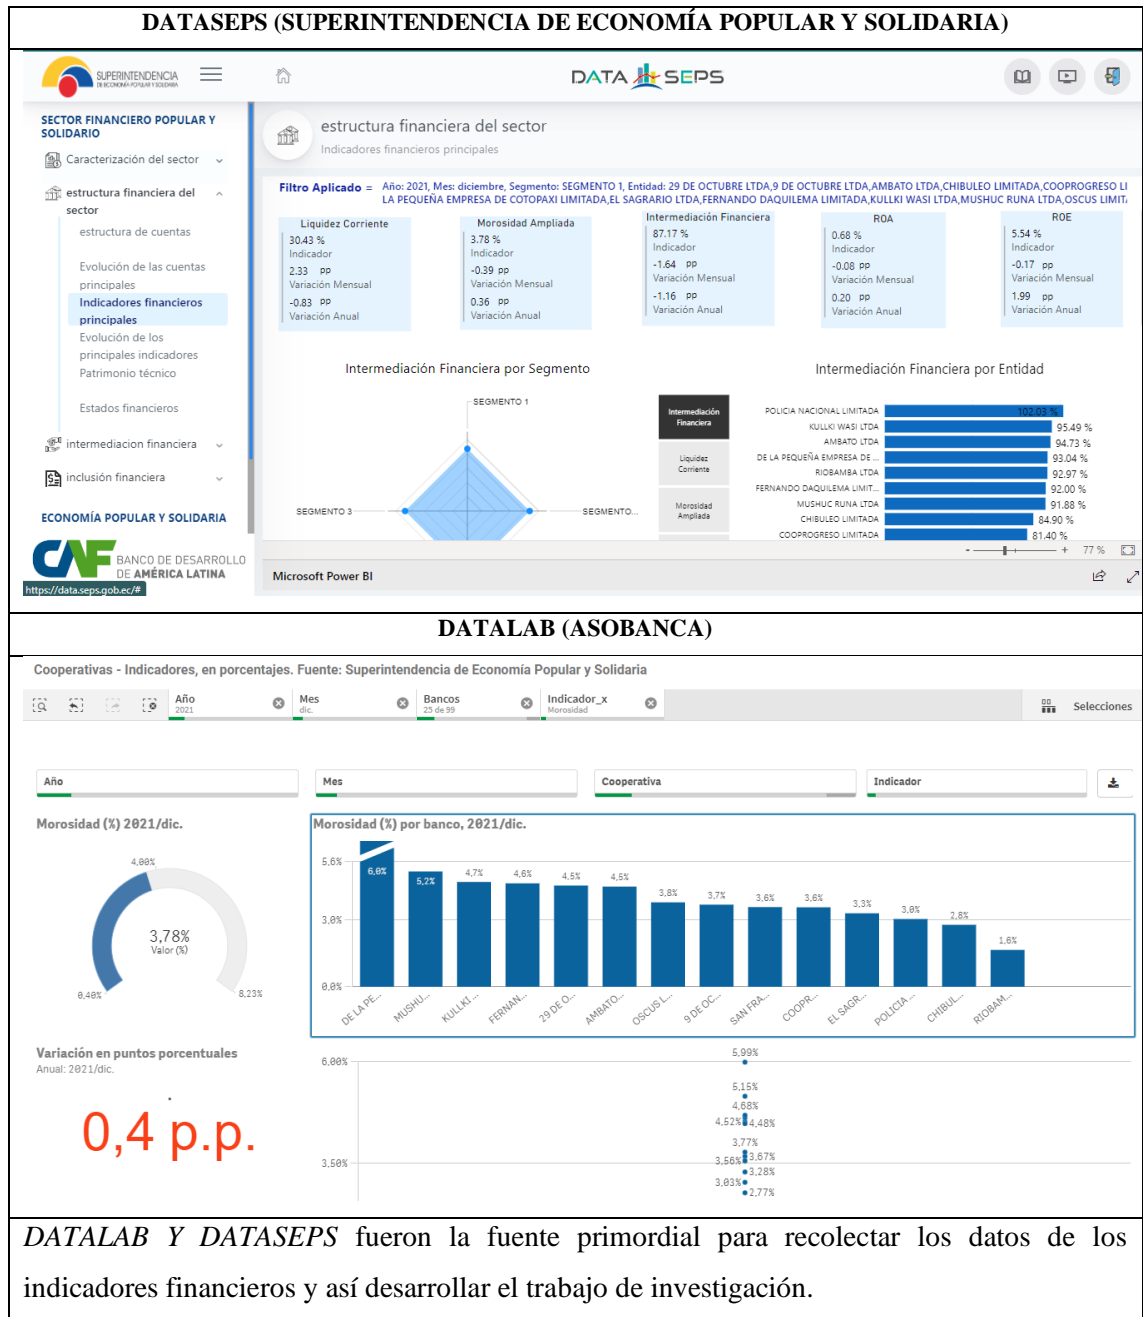 DATASEPS (SUPERINTENDENCIA DE ECONOMÍA POPULAR Y SOLIDARIA)
SUPERINTENDENCIA
DE ECONOMÍA POPULAR Y SOLIDARIA
DATA SEPS
SECTOR FINANCIERO POPULAR Y
SOLIDARIO
Caracterización del sector
estructura financiera del
sector
estructura de cuentas
Evolución de las cuentas
principales
Indicadores financieros
principales
Evolución de los
principales indicadores
Patrimonio técnico
Estados financieros
intermediacion financiera
inclusión financiera
ECONOMÍA POPULAR Y SOLIDARIA
CAF BANCO DE DESARROLLO
DE AMÉRICA LATINA
https://data.seps.gob.ec/#
estructura financiera del sector
Indicadores financieros principales
Filtro Aplicado = Año: 2021, Mes: diciembre, Segmento: SEGMENTO 1, Entidad: 29 DE OCTUBRE LTDA,9 DE OCTUBRE LTDA,AMBATO LTDA,CHIBULEO LIMITADA,COOPROGRESO LI
LA PEQUEÑA EMPRESA DE COTOPAXI LIMITADA,EL SAGRARIO LTDA,FERNANDO DAQUILEMA LIMITADA,KULLKI WASI LTDA,MUSHUC RUNA LTDA,OSCUS LIMIT
Liquidez Corriente
30.43 %
Indicador
2.33 pp
Variación Mensual
-0.83 PP
Variación Anual
Morosidad Ampliada
3.78 %
Indicador
-0.39 pp
Variación Mensual
0.36 PP
Variación Anual
Intermediación Financiera
87.17 %
Indicador
-1.64 pp
Variación Mensual
-1.16 pp
Variación Anual
ROA
0.68 %
Indicador
-0.08 pp
Variación Mensual
0.20 PP
Variación Anual
ROE
5.54 %
Indicador
-0.17 pp
Variación Mensual
1.99 pp
Variación Anual
Intermediación Financiera por Segmento
SEGMENTO 1
SEGMENTO 3
SEGMENTO...
Intermediación
Financiera
Liquidez
Corriente
Morosidad
Ampliada
Intermediación Financiera por Entidad
POLICIA NACIONAL LIMITADA 102.03 %
KULLKI WASI LTDA 95.49 %
AMBATO LTDA 94.73 %
DE LA PEQUEÑA EMPRESA DE ... 93.04 %
RIOBAMBA LTDA 92.97 %
FERNANDO DAQUILEMA LIMIT... 92.00 %
MUSHUC RUNA LTDA 91.88 %
CHIBULEO LIMITADA 84.90 %
COOPROGRESO LIMITADA 81.40 %
- + 77 %
Microsoft Power BI
DATALAB (ASOBANCA)
Cooperativas - Indicadores, en porcentajes. Fuente: Superintendencia de Economía Popular y Solidaria
Año
2021
Mes
dic.
Bancos
25 de 99
Indicador_x
Morosidad
Selecciones
Año
Mes
Cooperativa
Indicador
Morosidad (%) 2021/dic.
4,00%
3,78%
Valor (%)
0,40%
8,23%
Morosidad (%) por banco, 2021/dic.
5,6%
3,0%
0,0%
6,0%
5,2%
4,7%
4,6%
4,5%
4,5%
3,8%
3,7%
3,6%
3,6%
3,3%
3,0%
2,8%
1,6%
DE LA PE...
MUSHU...
KULLKI ...
FERNAN...
29 DE O...
AMBATO...
OSCUS L...
9 DE OC...
SAN FRA...
COOPR...
EL SAGR...
POLICIA ...
CHIBUL...
RIOBAM...
Variación en puntos porcentuales
Anual: 2021/dic.
0,4 p.p.
6,00%
3,50%
5,99%
5,15%
4,68%
4,52% 4,48%
3,77%
3,56% 3,67%
3,28%
3,03%
2,77%
DATALAB Y DATASEPS fueron la fuente primordial para recolectar los datos de los
indicadores financieros y así desarrollar el trabajo de investigación.